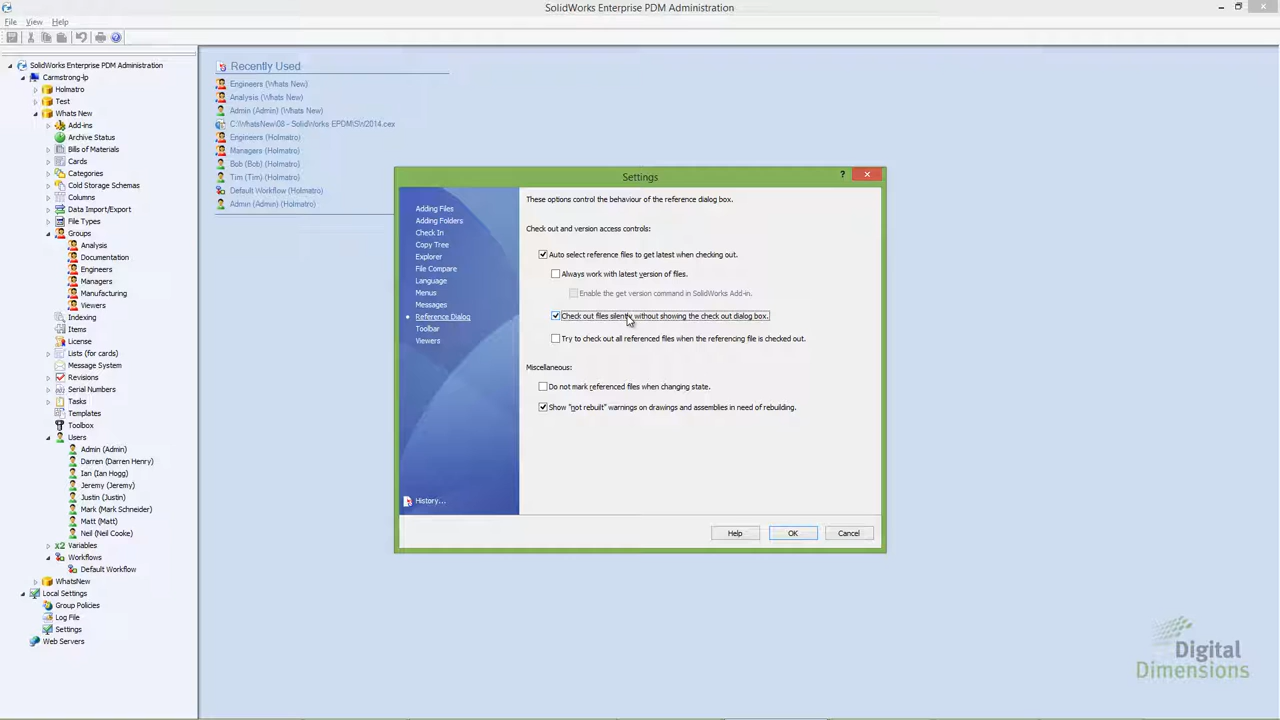 SolidWorks Enterprise PDM Administration
File View Help
SolidWorks Enterprise PDM Administration
Carmstrong-lp
Holmatro
Test
Whats New
Add-ins
Archive Status
Bills of Materials
Cards
Categories
Cold Storage Schemas
Columns
Data Import/Export
File Types
Groups
Analysis
Documentation
Engineers
Managers
Manufacturing
Viewers
Indexing
Items
License
Lists (for cards)
Message System
Revisions
Serial Numbers
Tasks
Templates
Toolbox
Users
Admin (Admin)
Darren (Darren Henry)
Ian (Ian Hogg)
Jeremy (Jeremy)
Justin (Justin)
Mark (Mark Schneider)
Matt (Matt)
Neil (Neil Cooke)
x2 Variables
Workflows
Default Workflow
WhatsNew
Local Settings
Group Policies
Log File
Settings
Web Servers
Recently Used
Engineers (Whats New)
Analysis (Whats New)
Admin (Admin) (Whats New)
C:\WhatsNew\08 - SolidWorks EPDM\SW2014.cex
Engineers (Holmatro)
Managers (Holmatro)
Bob (Bob) (Holmatro)
Tim (Tim) (Holmatro)
Default Workflow (Holmatro)
Admin (Admin) (Holmatro)
Settings
?
Adding Files
Adding Folders
Check In
Copy Tree
Explorer
File Compare
Language
Menus
Messages
Reference Dialog
Toolbar
Viewers
History...
These options control the behaviour of the reference dialog box.
Check out and version access controls:
Auto select reference files to get latest when checking out.
Always work with latest version of files.
Enable the get version command in SolidWorks Add-in.
Check out files silently without showing the check out dialog box.
Try to check out all referenced files when the referencing file is checked out.
Miscellaneous:
Do not mark referenced files when changing state.
Show "not rebuilt" warnings on drawings and assemblies in need of rebuilding.
Help OK Cancel
Digital
Dimensions